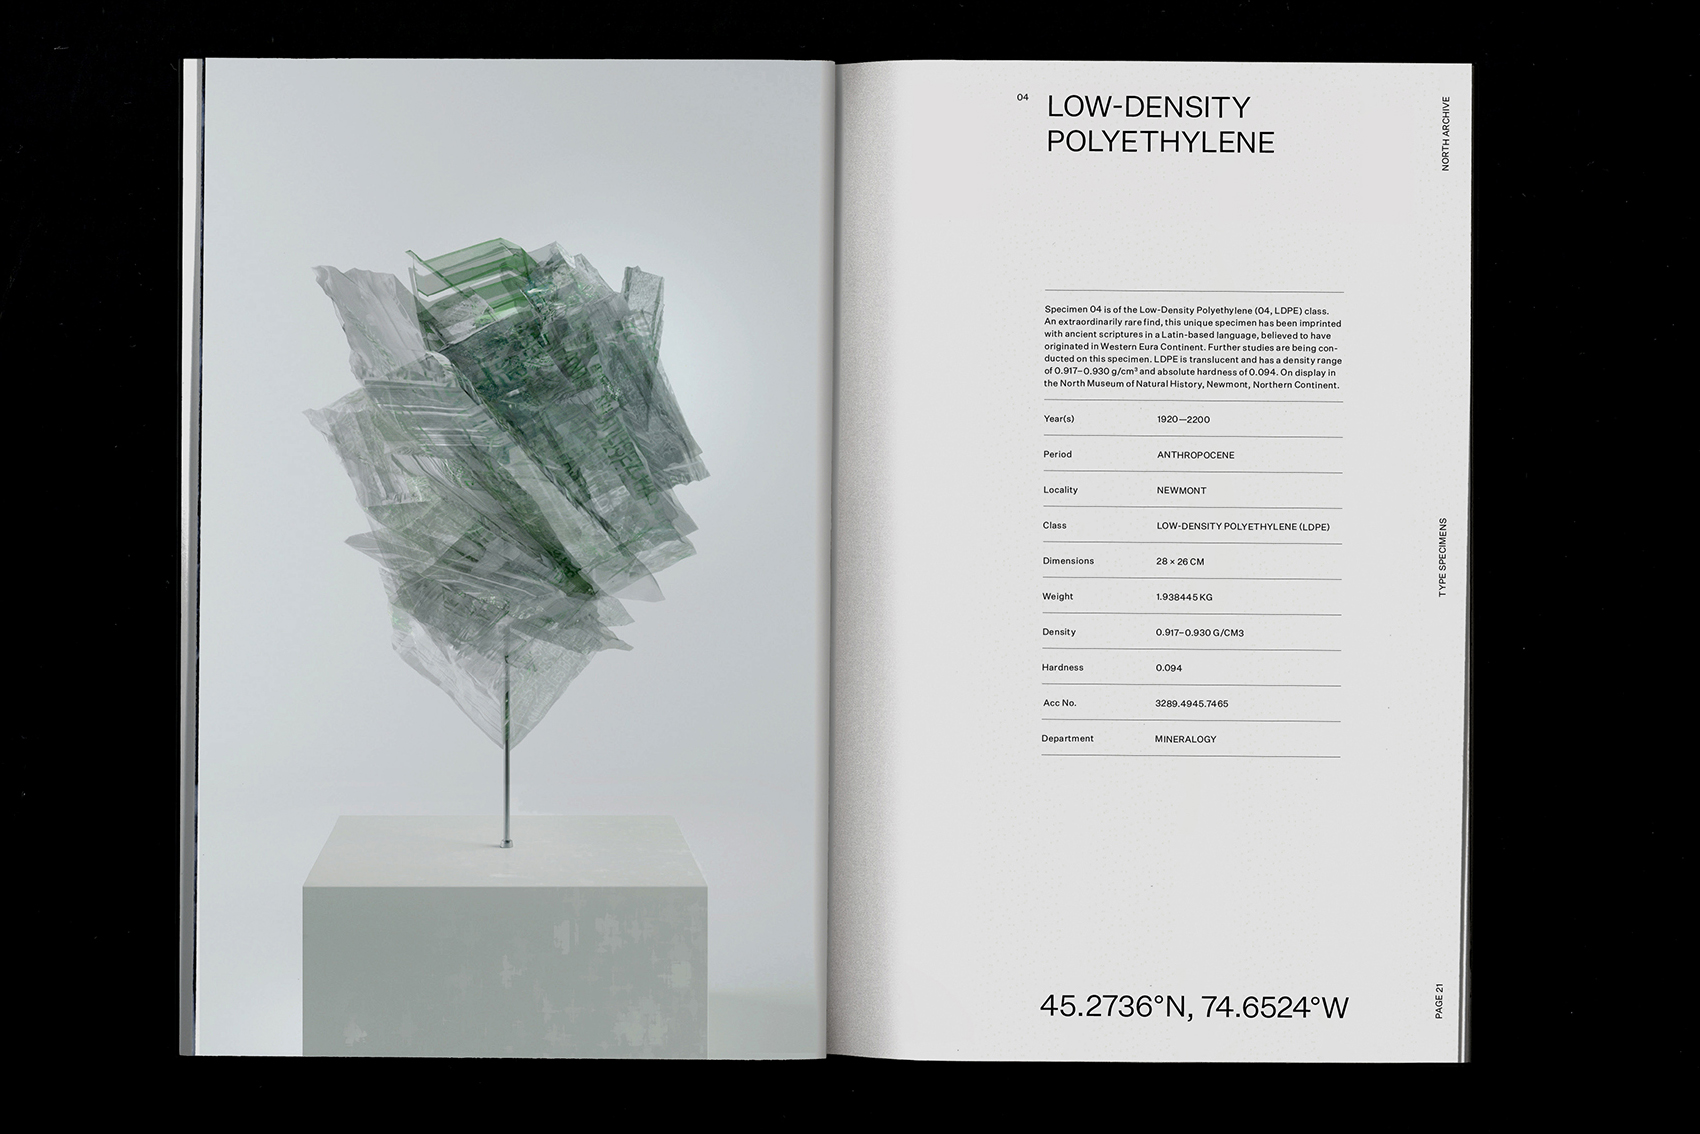 04
LOW-DENSITY
POLYETHYLENE
NORTH ARCHIVE
Specimen 04 is of the Low-Density Polyethylene (04, LDPE) class.
An extraordinarily rare find, this unique specimen has been imprinted
with ancient scriptures in a Latin-based language, believed to have
originated in Western Eura Continent. Further studies are being con-
ducted on this specimen. LDPE is translucent and has a density range
of 0.917–0.930 g/cm³ and absolute hardness of 0.094. On display in
the North Museum of Natural History, Newmont, Northern Continent.
Year(s) 1920—2200
Period ANTHROPOCENE
Locality NEWMONT
Class LOW-DENSITY POLYETHYLENE (LDPE)
Dimensions 28 × 26 CM
Weight 1.938445 KG
Density 0.917–0.930 G/CM3
Hardness 0.094
Acc No. 3289.4945.7465
Department MINERALOGY
TYPE SPECIMENS
45.2736°N, 74.6524°W
PAGE 21